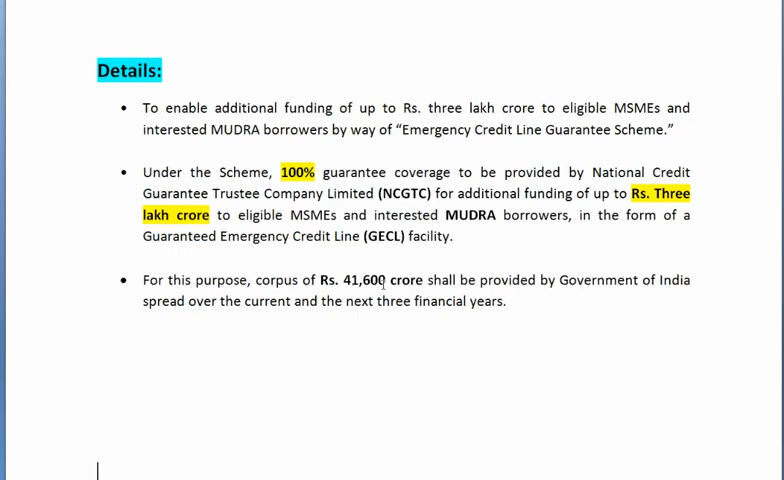 Details:
• To enable additional funding of up to Rs. three lakh crore to eligible MSMEs and
interested MUDRA borrowers by way of “Emergency Credit Line Guarantee Scheme.”
• Under the Scheme, 100% guarantee coverage to be provided by National Credit
Guarantee Trustee Company Limited (NCGTC) for additional funding of up to Rs. Three
lakh crore to eligible MSMEs and interested MUDRA borrowers, in the form of a
Guaranteed Emergency Credit Line (GECL) facility.
• For this purpose, corpus of Rs. 41,600 crore shall be provided by Government of India
spread over the current and the next three financial years.